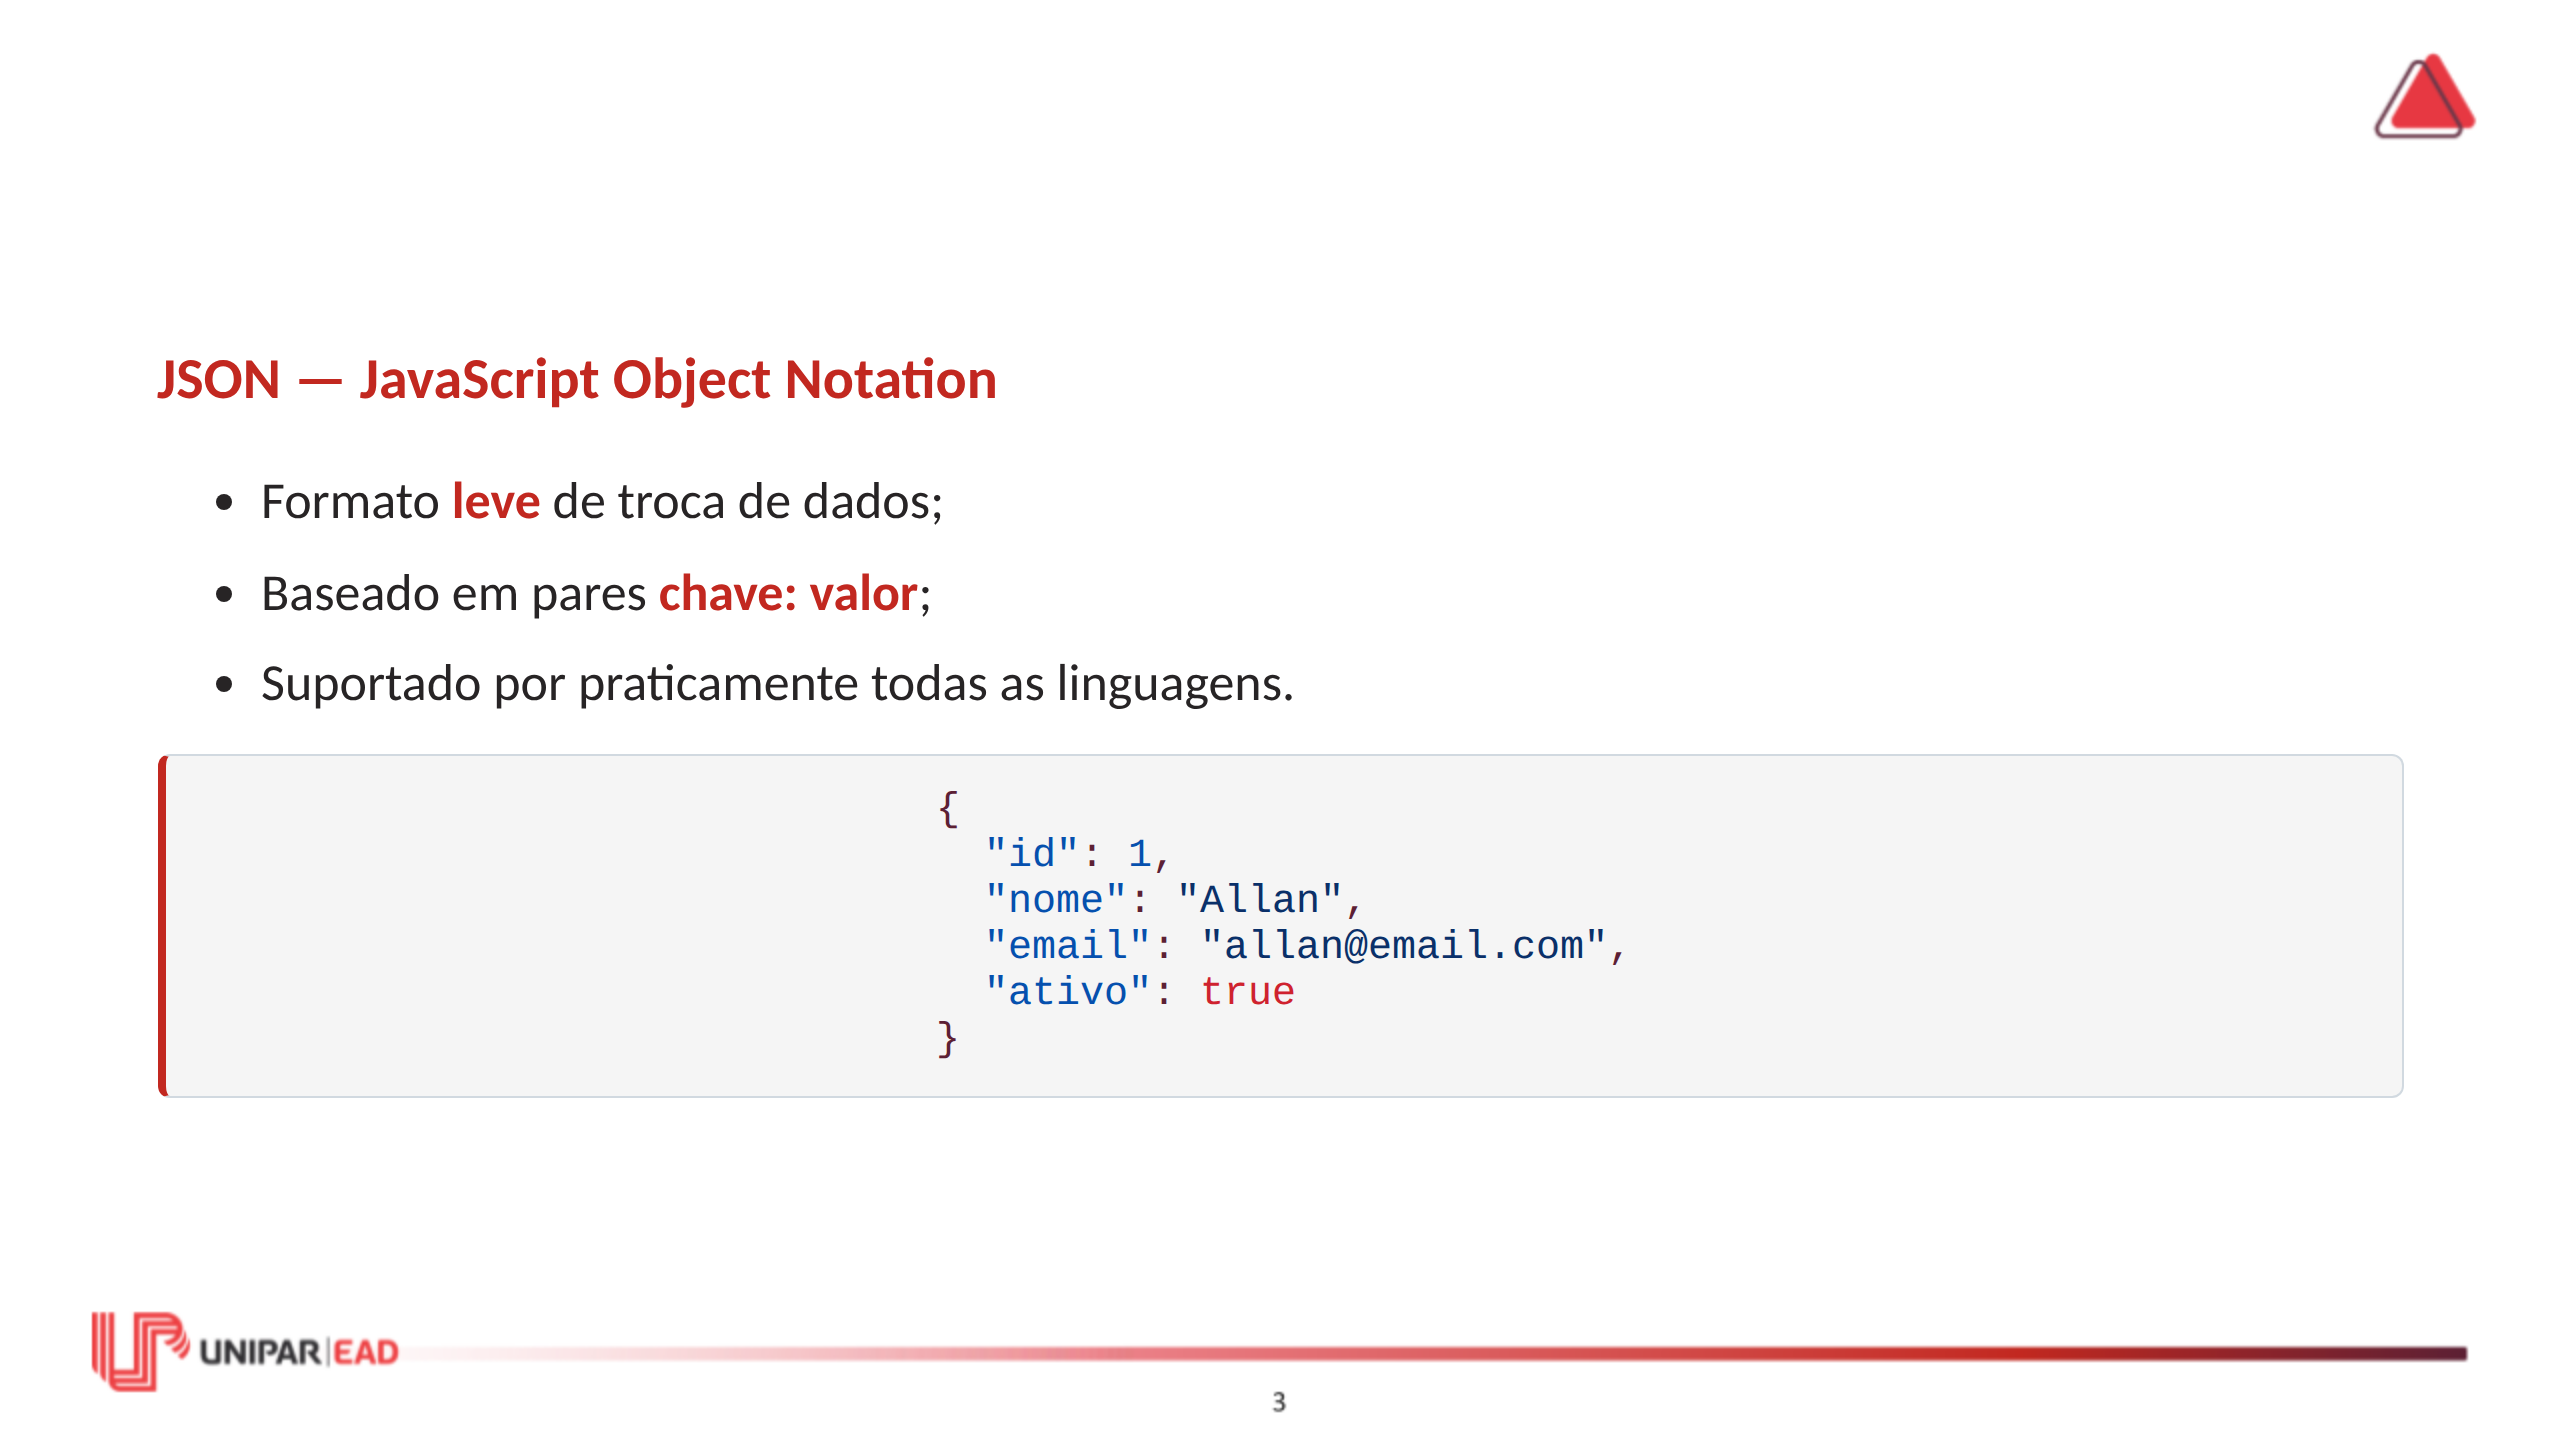 JSON — JavaScript Object Notation
• Formato leve de troca de dados;
• Baseado em pares chave: valor;
• Suportado por praticamente todas as linguagens.
{
  "id": 1,
  "nome": "Allan",
  "email": "allan@email.com",
  "ativo": true
}
UNIPAR|EAD
3